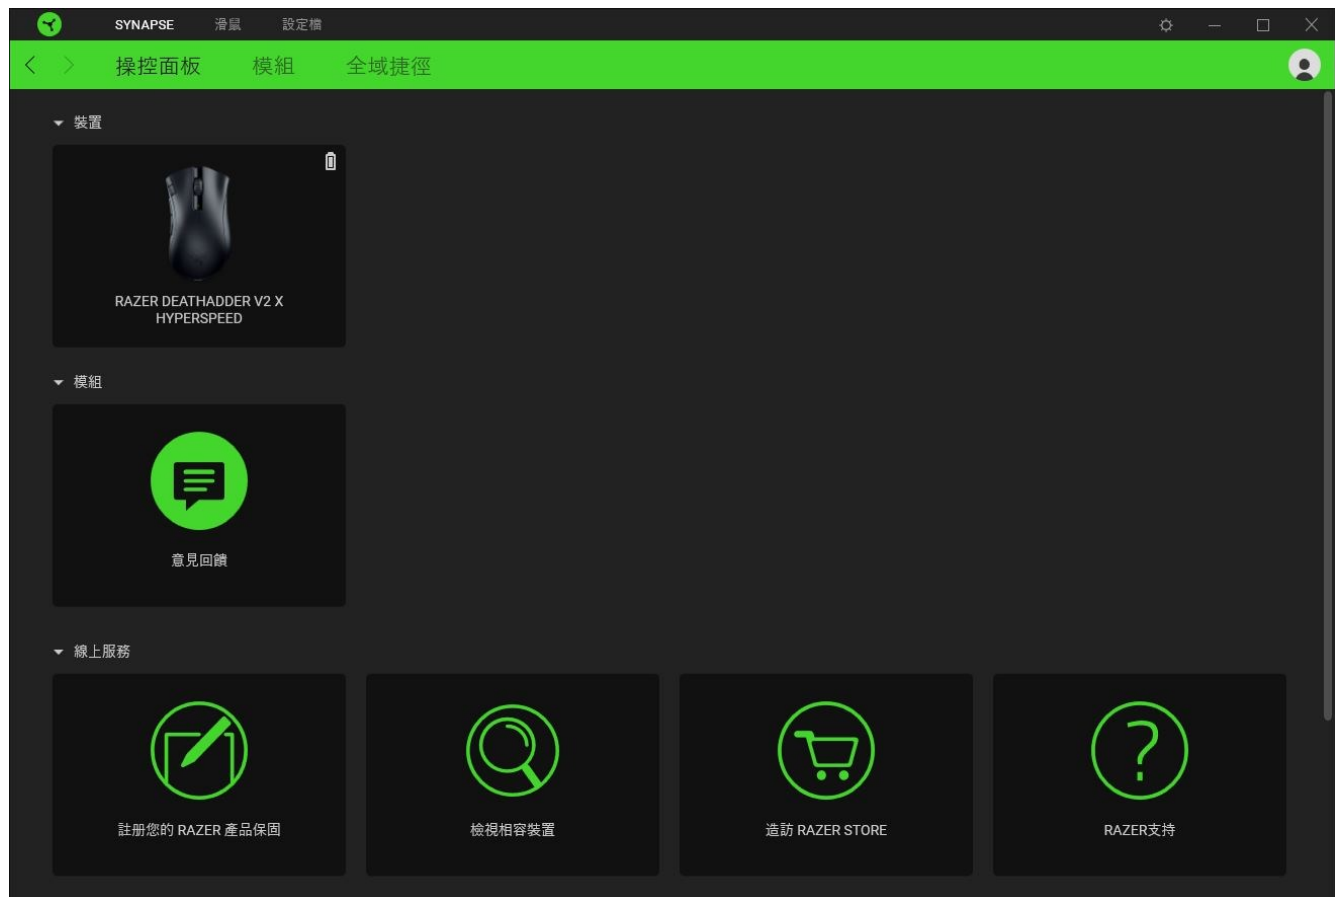 SYNAPSE 滑鼠 設定檔
操控面板 模組 全域捷徑
裝置
RAZER DEATHADDER V2 X
HYPERSPEED
模組
意見回饋
線上服務
註册您的 RAZER 產品保固
檢視相容裝置
造訪 RAZER STORE
RAZER支持